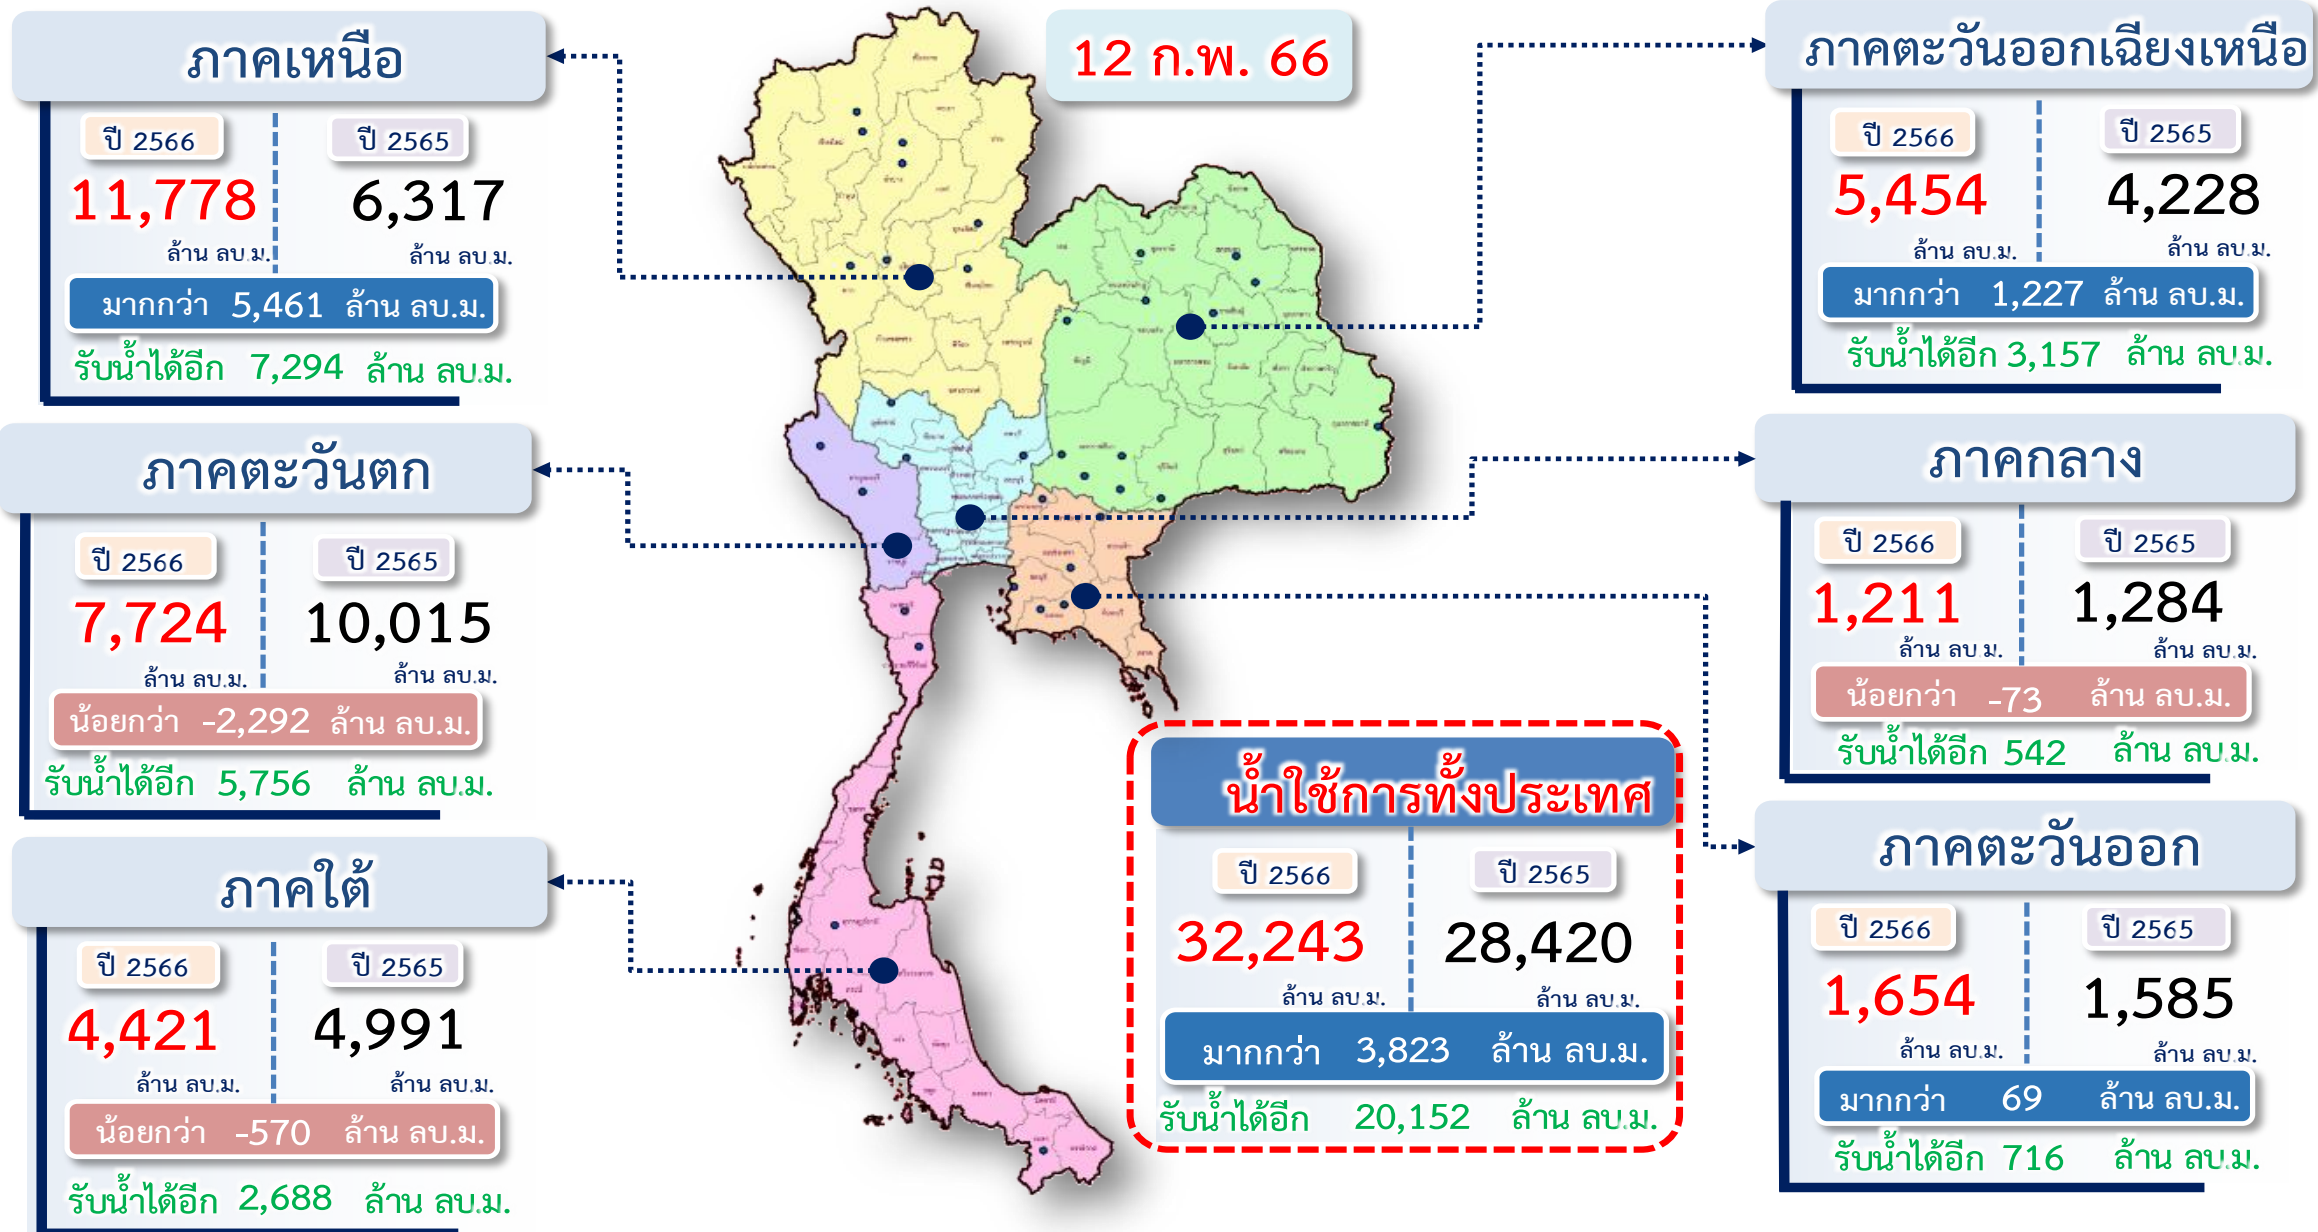 12 ก.พ. 66
ภาคเหนือ
ปี 2566
ปี 2565
11,778
6,317
ล้าน ลบ.ม.
ล้าน ลบ.ม.
มากกว่า 5,461 ล้าน ลบ.ม.
รับน้ำได้อีก 7,294 ล้าน ลบ.ม.
ภาคตะวันตก
ปี 2566
ปี 2565
7,724
10,015
ล้าน ลบ.ม.
ล้าน ลบ.ม.
น้อยกว่า -2,292 ล้าน ลบ.ม.
รับน้ำได้อีก 5,756 ล้าน ลบ.ม.
ภาคใต้
ปี 2566
ปี 2565
4,421
4,991
ล้าน ลบ.ม.
ล้าน ลบ.ม.
น้อยกว่า -570 ล้าน ลบ.ม.
รับน้ำได้อีก 2,688 ล้าน ลบ.ม.
น้ำใช้การทั้งประเทศ
ปี 2566
ปี 2565
32,243
28,420
ล้าน ลบ.ม.
ล้าน ลบ.ม.
มากกว่า 3,823 ล้าน ลบ.ม.
รับน้ำได้อีก 20,152 ล้าน ลบ.ม.
ภาคตะวันออกเฉียงเหนือ
ปี 2566
ปี 2565
5,454
4,228
ล้าน ลบ.ม.
ล้าน ลบ.ม.
มากกว่า 1,227 ล้าน ลบ.ม.
รับน้ำได้อีก 3,157 ล้าน ลบ.ม.
ภาคกลาง
ปี 2566
ปี 2565
1,211
1,284
ล้าน ลบ.ม.
ล้าน ลบ.ม.
น้อยกว่า -73 ล้าน ลบ.ม.
รับน้ำได้อีก 542 ล้าน ลบ.ม.
ภาคตะวันออก
ปี 2566
ปี 2565
1,654
1,585
ล้าน ลบ.ม.
ล้าน ลบ.ม.
มากกว่า 69 ล้าน ลบ.ม.
รับน้ำได้อีก 716 ล้าน ลบ.ม.